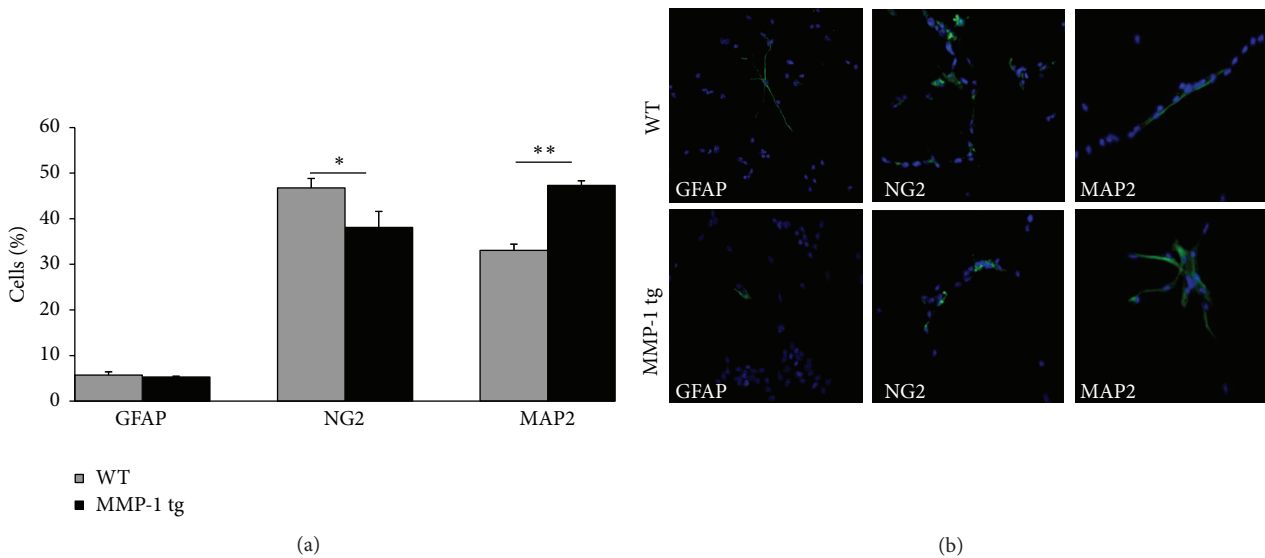 60
50
40
30
20
10
0
Cells (%)
*
**
GFAP
NG2
MAP2
WT
MMP-1 tg
(a)
WT
GFAP
NG2
MAP2
MMP-1 tg
GFAP
NG2
MAP2
(b)